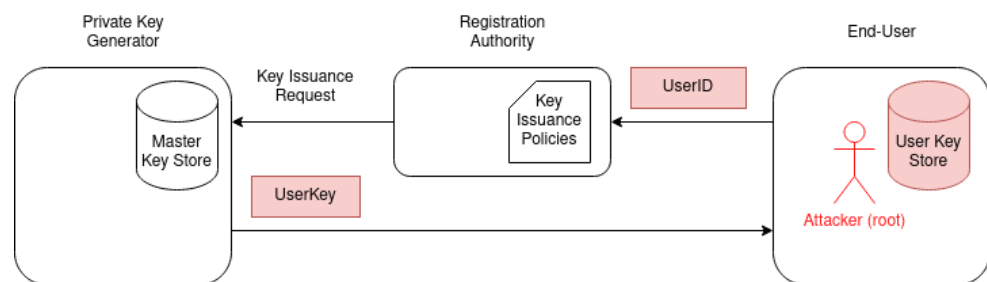 Private Key
Generator
Registration
Authority
End-User
Key Issuance
Request
UserID
Master
Key Store
Key
Issuance
Policies
User Key
Store
UserKey
Attacker (root)